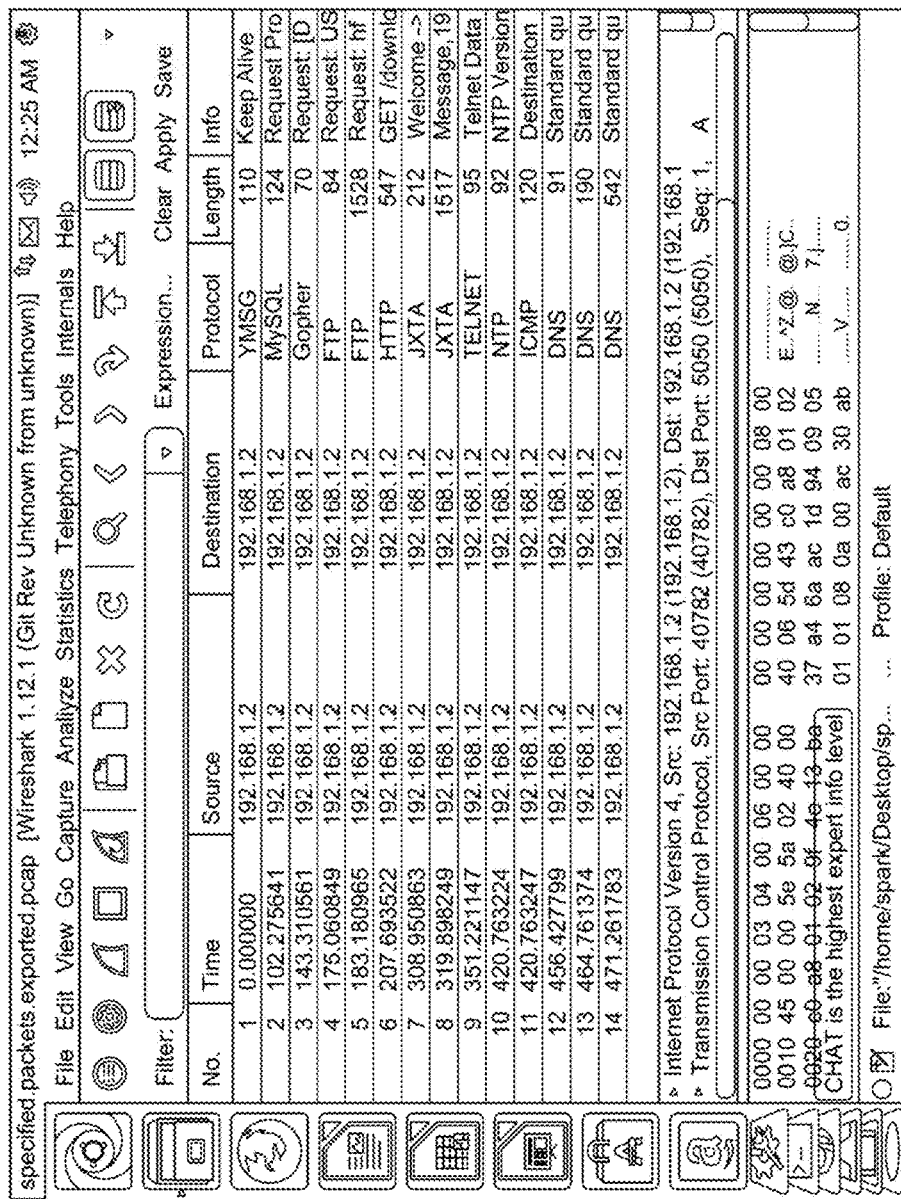 specified.packets exported.pcap [Wireshark 1.12.1 (Git Rev Unknown from unknown)] 12:25 AM
File Edit View Go Capture Analiyze Statistics Telephony Tools Internals Help
Filter: Expression... Clear Apply Save
No. Time Source Destination Protocol Length Info
1 0.000000 192.168.1.2 192.168.1.2 YMSG 110 Keep Alive
2 102.275641 192.168.1.2 192.168.1.2 MySQL 124 Request Pro
3 143.310561 192.168.1.2 192.168.1.2 Gopher 70 Request: [D
4 175.060849 192.168.1.2 192.168.1.2 FTP 84 Request: US
5 183.180965 192.168.1.2 192.168.1.2 FTP 1528 Request: hf
6 207.693522 192.168.1.2 192.168.1.2 HTTP 547 GET /downlo
7 308.950863 192.168.1.2 192.168.1.2 JXTA 212 Welcome ->
8 319.898249 192.168.1.2 192.168.1.2 JXTA 1517 Message, 19
9 351.221147 192.168.1.2 192.168.1.2 TELNET 95 Telnet Data
10 420.763224 192.168.1.2 192.168.1.2 NTP 92 NTP Version
11 420.763247 192.168.1.2 192.168.1.2 ICMP 120 Destination
12 456.427799 192.168.1.2 192.168.1.2 DNS 91 Standard qu
13 464.761374 192.168.1.2 192.168.1.2 DNS 190 Standard qu
14 471.261783 192.168.1.2 192.168.1.2 DNS 542 Standard qu
Internet Protocol Version 4, Src: 192.168.1.2 (192.168.1.2), Dst: 192.168.1.2 (192.168.1
Transmission Control Protocol, Src Port: 40782 (40782), Dst Port: 5050 (5050), Seq: 1, A
0000 00 00 03 04 00 06 00 00 00 00 00 00 00 00 08 00 ........ ........
0010 45 00 00 5e 5a 02 40 00 40 06 5d 43 c0 a8 01 02 E..^Z.@. @.]C..
0020 c0 a8 01 02 9f 4e 13 ba 37 a4 6a ac 1d 94 09 05 .....N.. 7.j.....
CHAT is the highest expert info level 01 01 08 0a 00 ac 30 ab ...V.... ......0.
File:"/home/spark/Desktop/sp... ... Profile: Default